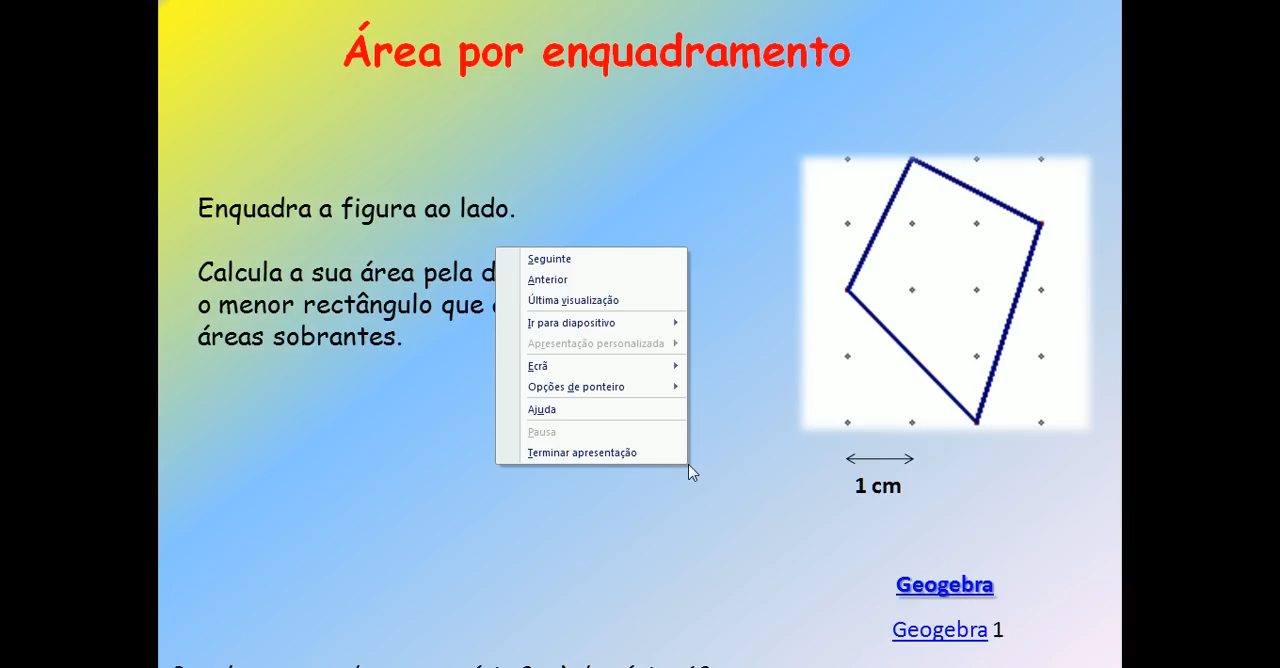 Área por enquadramento
Enquadra a figura ao lado.
Calcula a sua área pela
o menor rectângulo que
áreas sobrantes.
Seguinte
Anterior
Última visualização
Ir para diapositivo
Apresentação personalizada
Ecrã
Opções de ponteiro
Ajuda
Pausa
Terminar apresentação
1 cm
Geogebra
Geogebra 1